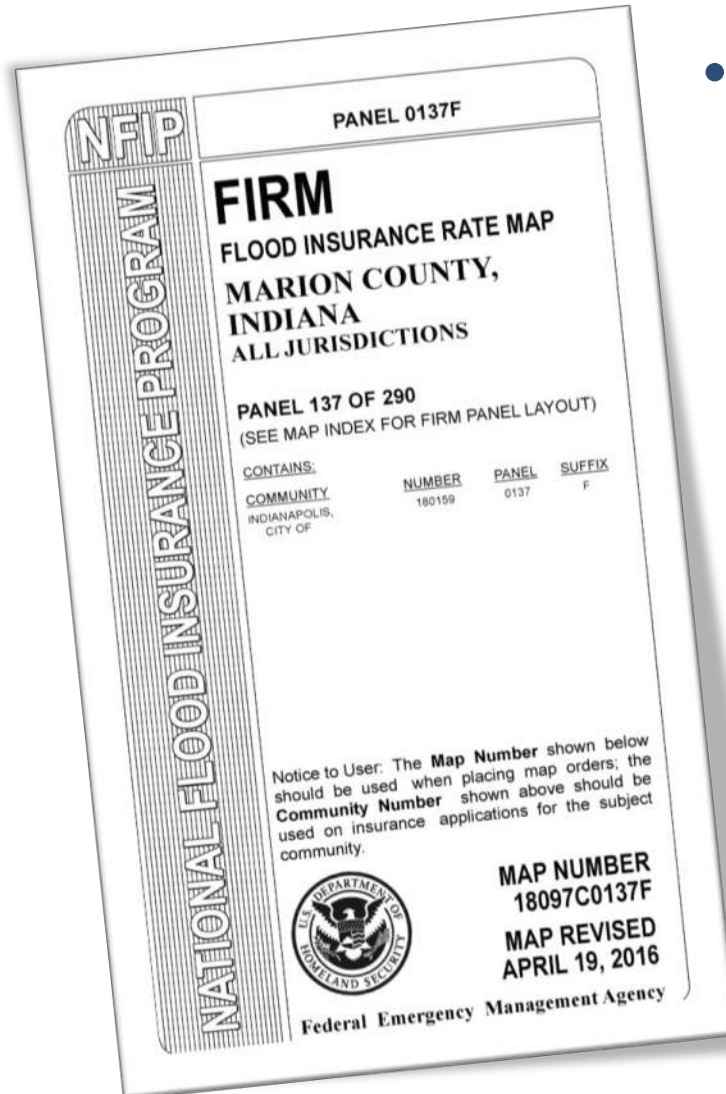 NFIP
PANEL 0137F
NATIONAL FLOOD INSURANCE PROGRAM
FIRM
FLOOD INSURANCE RATE MAP
MARION COUNTY,
INDIANA
ALL JURISDICTIONS
PANEL 137 OF 290
(SEE MAP INDEX FOR FIRM PANEL LAYOUT)
CONTAINS:
COMMUNITY NUMBER PANEL SUFFIX
INDIANAPOLIS, 180159 0137 F
CITY OF
Notice to User: The Map Number shown below
should be used when placing map orders; the
Community Number shown above should be
used on insurance applications for the subject
community.
U.S. DEPARTMENT OF
HOMELAND SECURITY
MAP NUMBER
18097C0137F
MAP REVISED
APRIL 19, 2016
Federal Emergency Management Agency